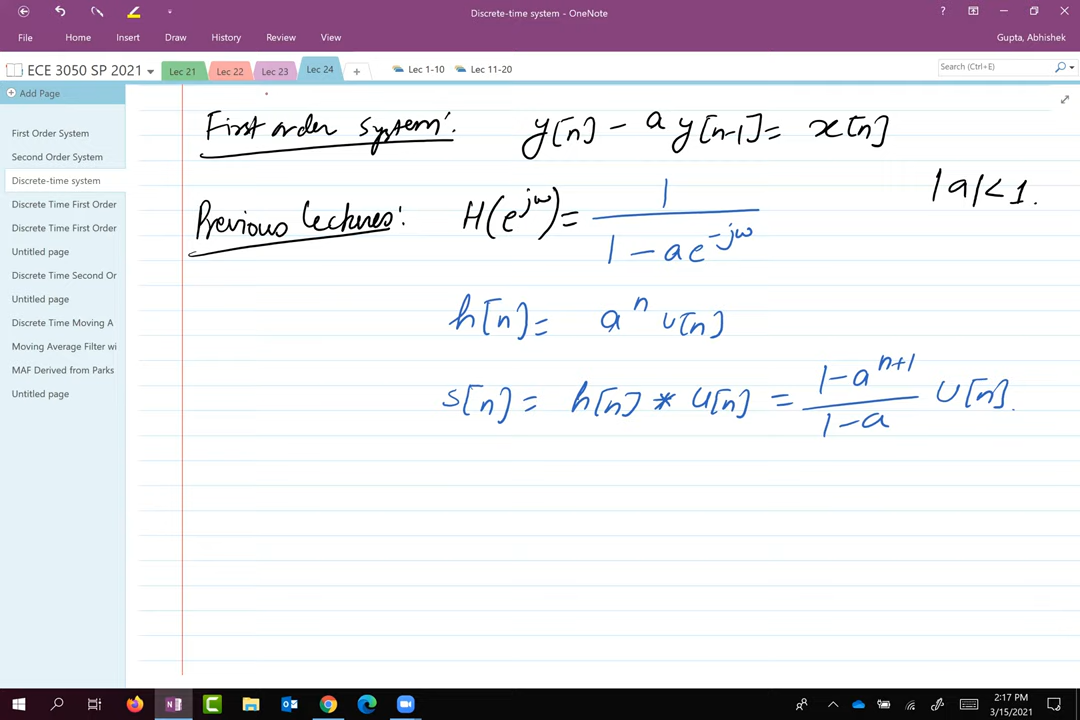 Discrete-time system - OneNote
Gupta, Abhishek
File Home Insert Draw History Review View
ECE 3050 SP 2021
Lec 21 Lec 22 Lec 23 Lec 24 Lec 1-10 Lec 11-20
Search (Ctrl+E)
Add Page
First Order System
Second Order System
Discrete-time system
Discrete Time First Order
Discrete Time First Order
Untitled page
Discrete Time Second Or
Untitled page
Discrete Time Moving A
Moving Average Filter wi
MAF Derived from Parks
Untitled page
First order system: y[n] - a y[n-1] = x[n]
|a| < 1.
Previous lectures: H(e^{jω}) = 1 / (1 - ae^{-jω})
h[n] = a^n u[n]
s[n] = h[n] * u[n] = (1 - a^{n+1}) / (1 - a) u[n].
2:17 PM
3/15/2021